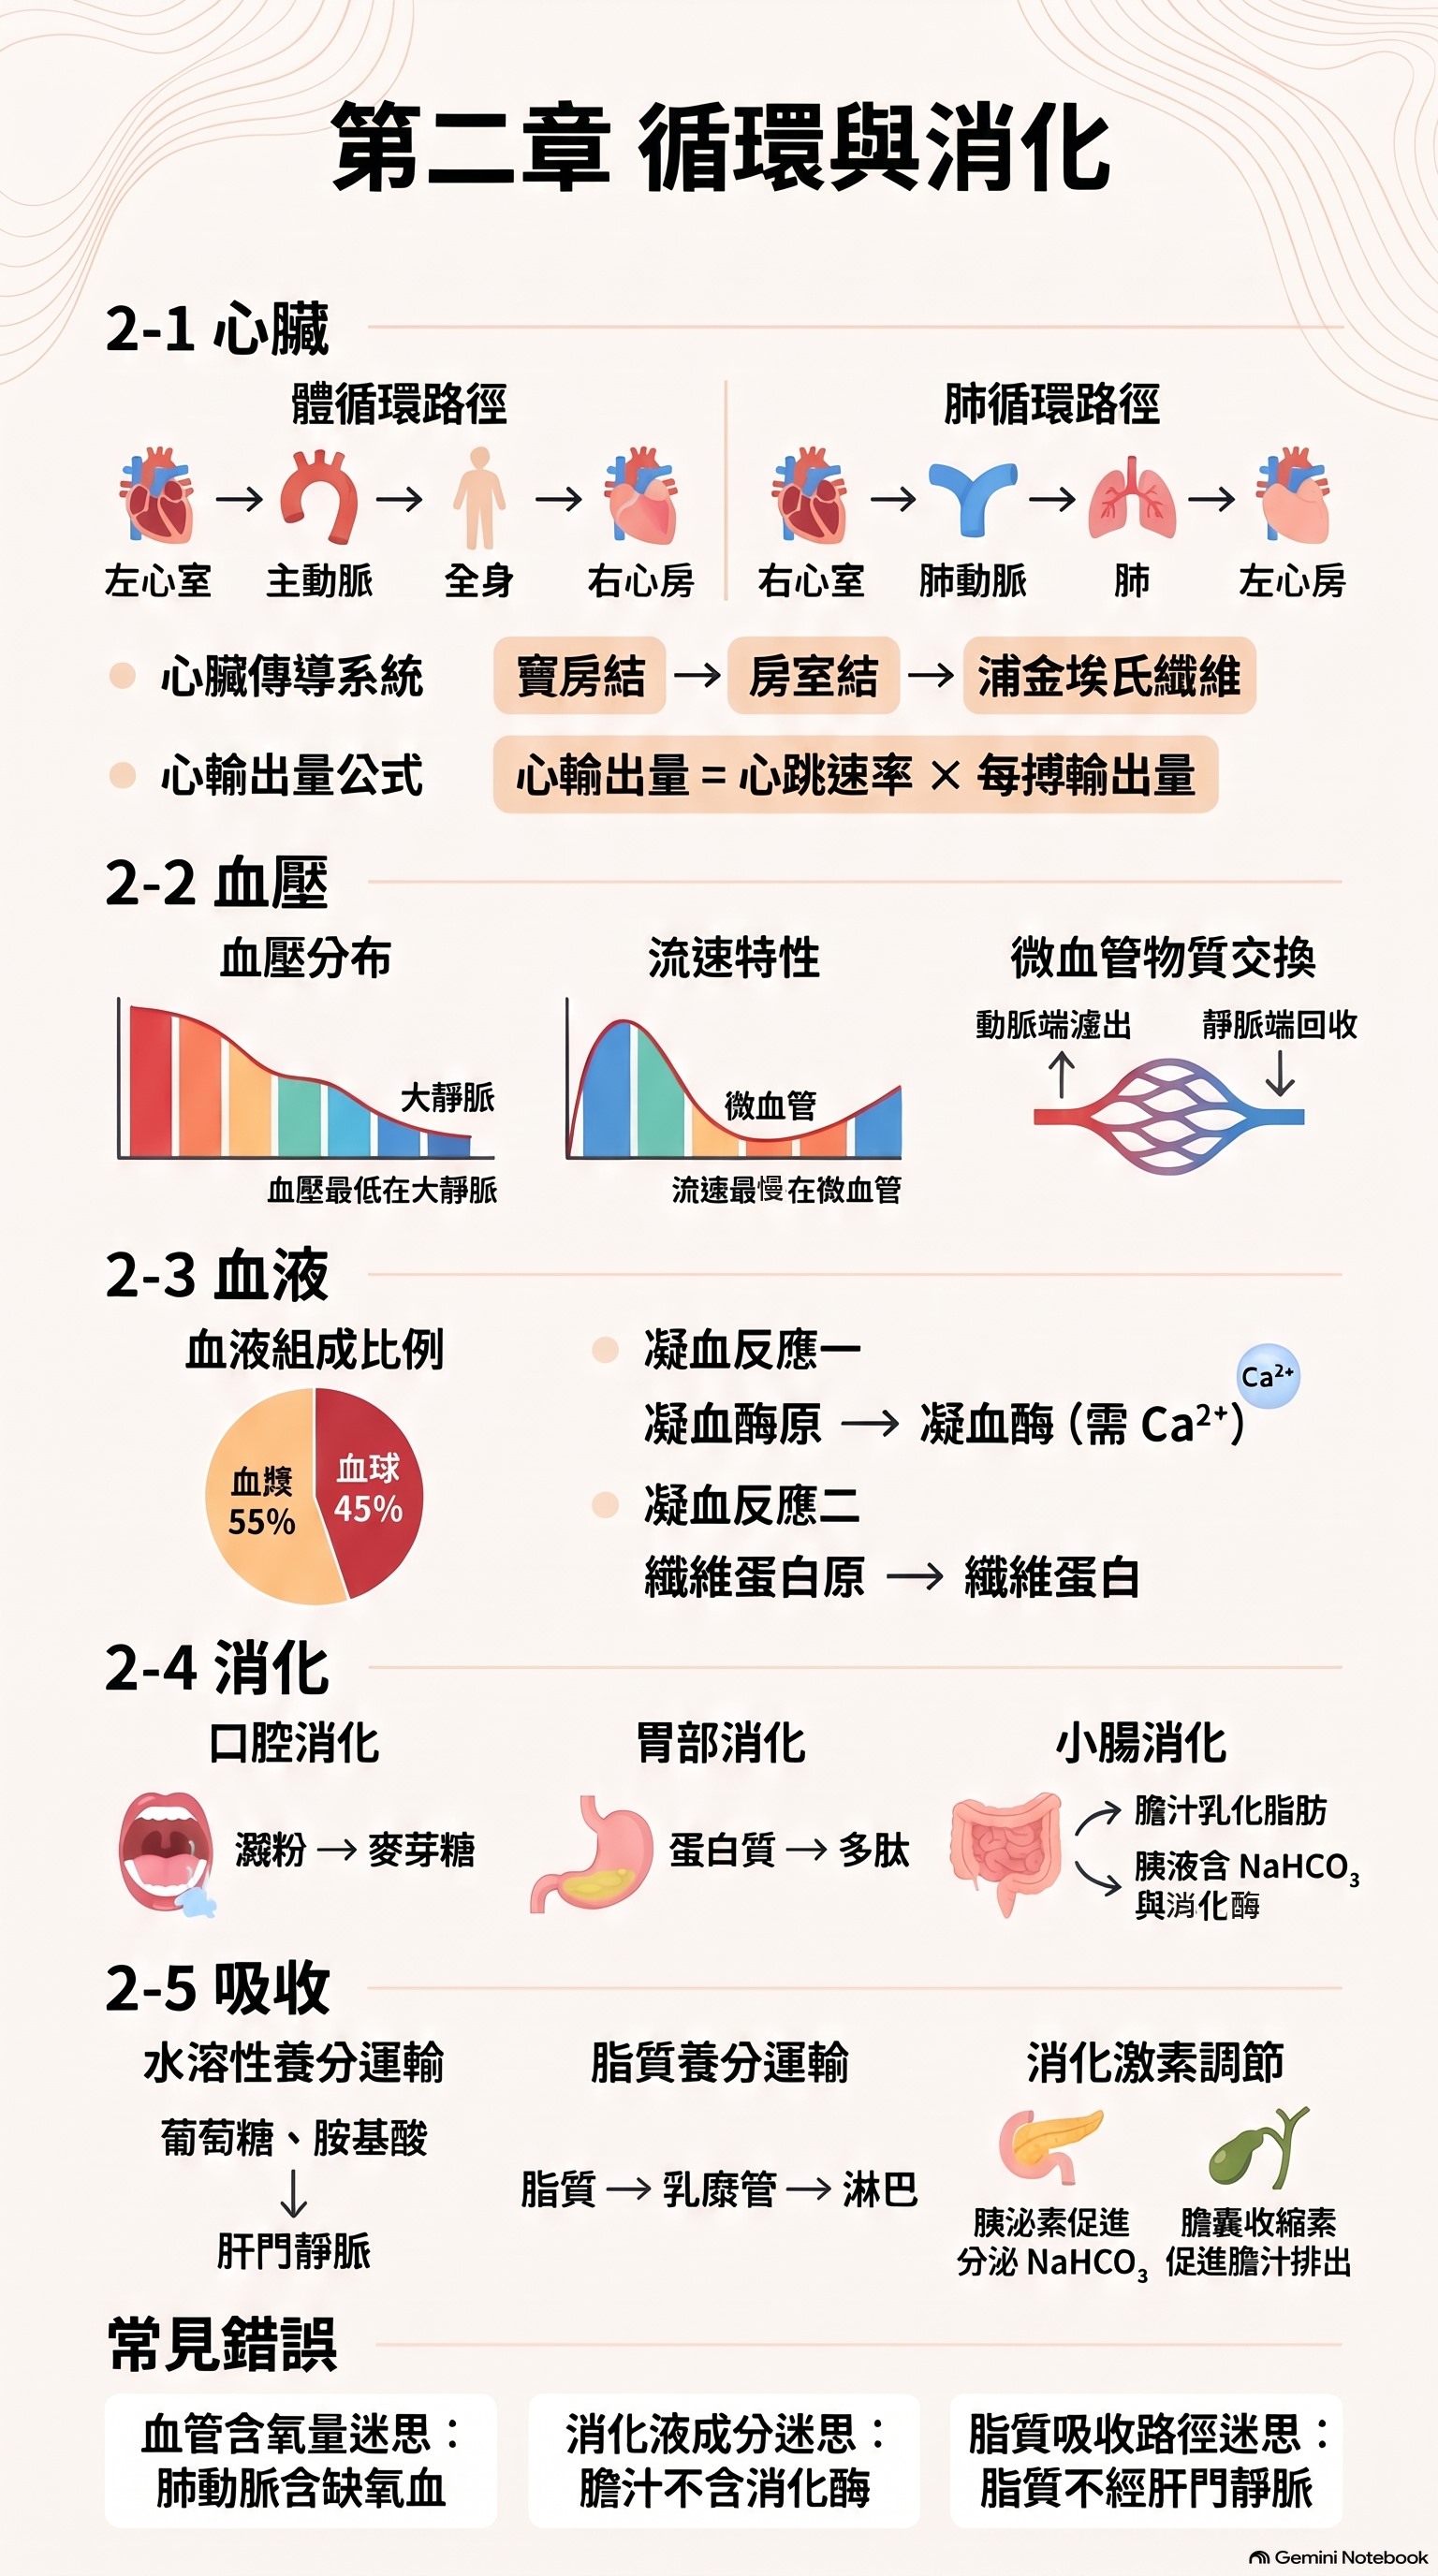 第二章 循環與消化
2-1 心臟
體循環路徑
左心室 → 主動脈 → 全身 → 右心房
肺循環路徑
右心室 → 肺動脈 → 肺 → 左心房
心臟傳導系統
竇房結 → 房室結 → 浦金埃氏纖維
心輸出量公式
心輸出量 = 心跳速率 × 每搏輸出量
2-2 血壓
血壓分布
大靜脈
血壓最低在大靜脈
流速特性
微血管
流速最慢在微血管
微血管物質交換
動脈端濾出
靜脈端回收
2-3 血液
血液組成比例
血漿
55%
血球
45%
凝血反應一
Ca²⁺
凝血酶原 → 凝血酶 (需 Ca²⁺)
凝血反應二
纖維蛋白原 → 纖維蛋白
2-4 消化
口腔消化
澱粉 → 麥芽糖
胃部消化
蛋白質 → 多肽
小腸消化
膽汁乳化脂肪
胰液含 NaHCO₃
與消化酶
2-5 吸收
水溶性養分運輸
葡萄糖、胺基酸
↓
肝門靜脈
脂質養分運輸
脂質 → 乳糜管 → 淋巴
消化激素調節
胰泌素促進
分泌 NaHCO₃
膽囊收縮素
促進膽汁排出
常見錯誤
血管含氧量迷思：
肺動脈含缺氧血
消化液成分迷思：
膽汁不含消化酶
脂質吸收路徑迷思：
脂質不經肝門靜脈
Gemini Notebook